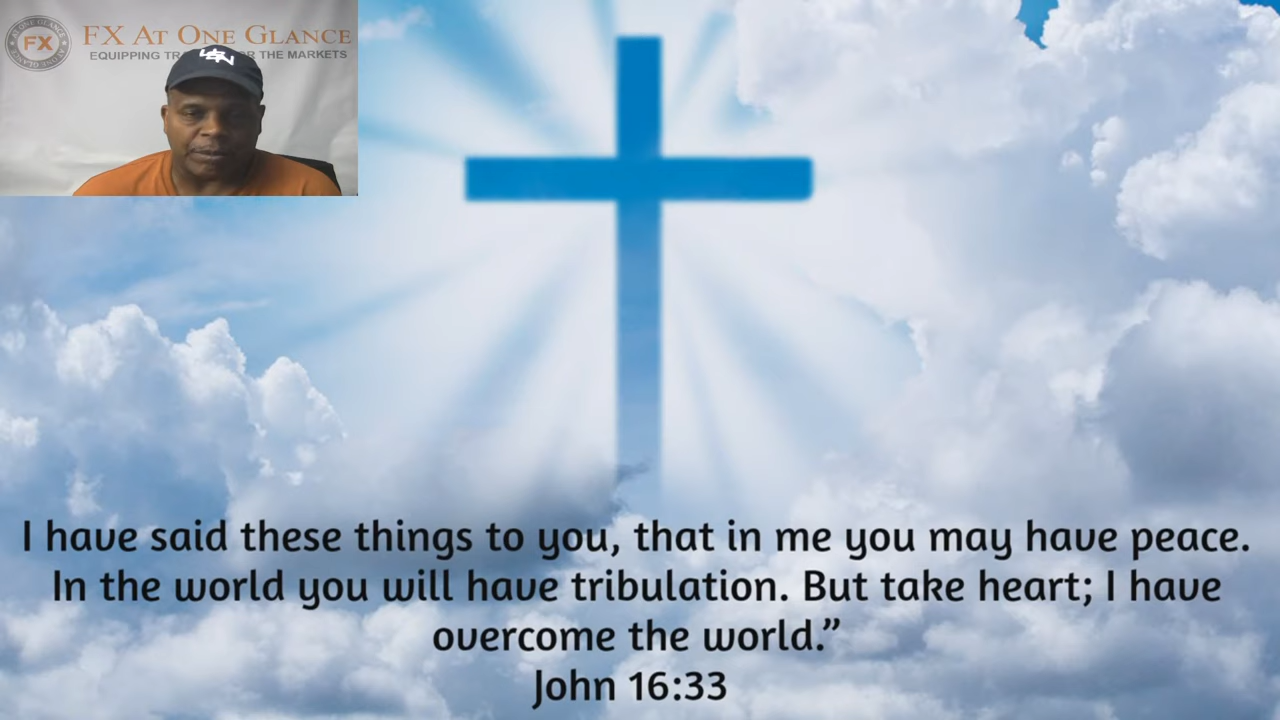 FX AT ONE GLANCE
EQUIPPING OR THE MARKETS
FX
I have said these things to you, that in me you may have peace.
In the world you will have tribulation. But take heart; I have
overcome the world.”
John 16:33